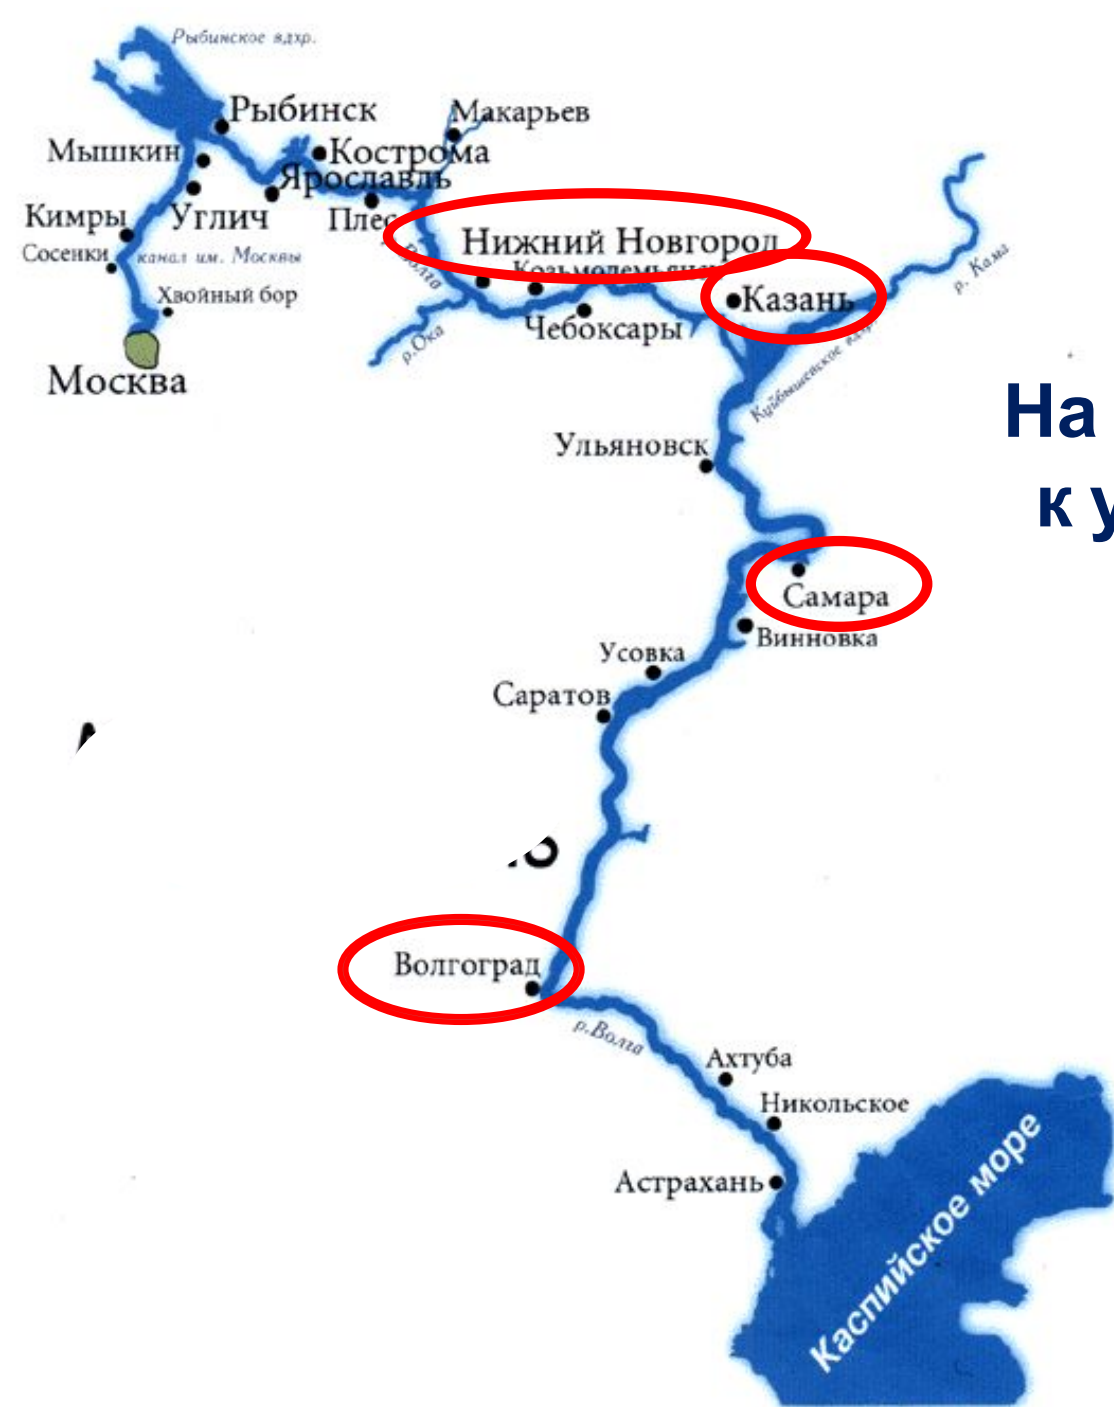 Рыбинское вдхр.
Рыбинск
Макарьев
Мышкин
Кострома
Ярославль
Кимры
Углич
Плес
Сосенки
канал им. Москвы
Нижний Новгород
Козьмодемьянск
р. Волга
р. Кама
Хвойный бор
Казань
Чебоксары
р.Ока
Куйбышевское вдхр.
Москва
На
к у
Ульяновск
Самара
Винновка
Усовка
Саратов
Волгоград
р.Волга
Ахтуба
Никольское
Астрахань
Каспийское море